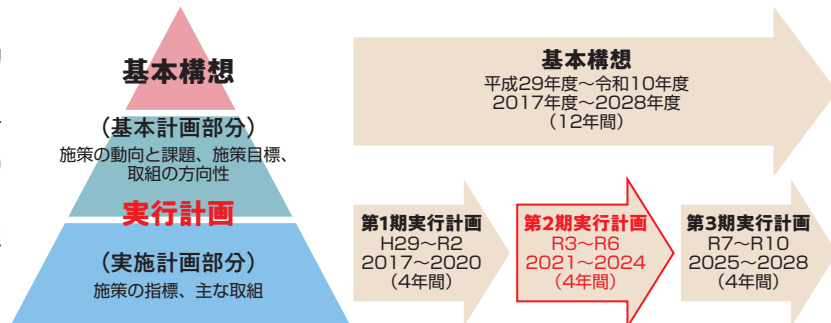 基本構想
(基本計画部分)
施策の動向と課題、施策目標、
取組の方向性
実行計画
(実施計画部分)
施策の指標、主な取組
基本構想
平成29年度~令和10年度
2017年度~2028年度
(12年間)
第1期実行計画
H29~R2
2017~2020
(4年間)
第2期実行計画
R3~R6
2021~2024
(4年間)
第3期実行計画
R7~R10
2025~2028
(4年間)